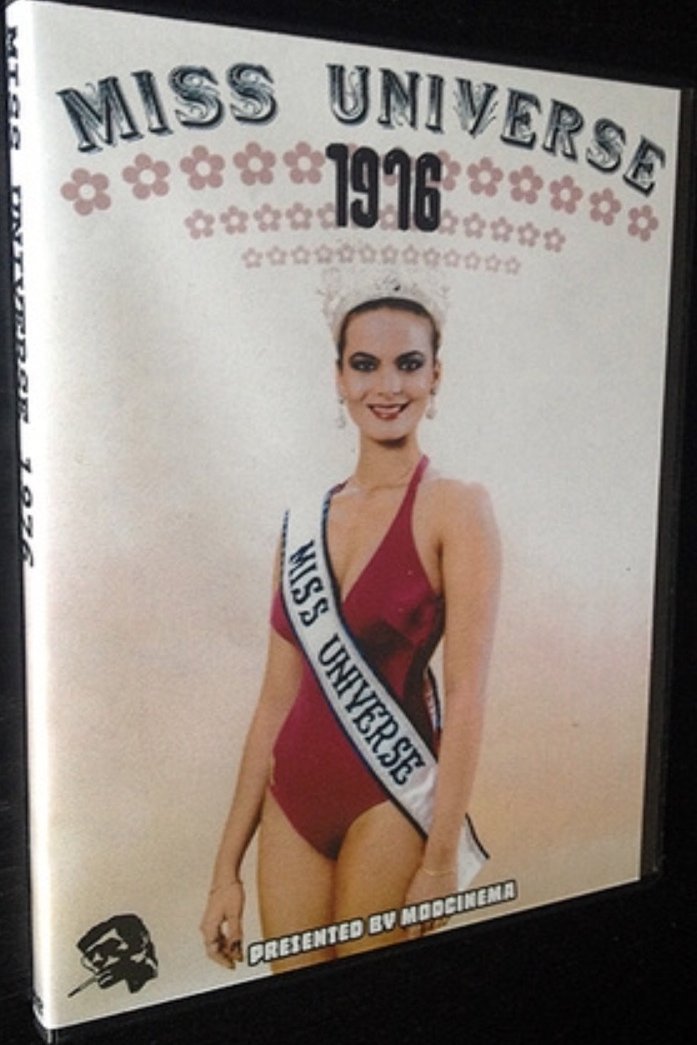 MISS UNIVERSE
1976
MISS UNIVERSE
PRESENTED BY MODCINEMA
MISS UNIVERSE 1976